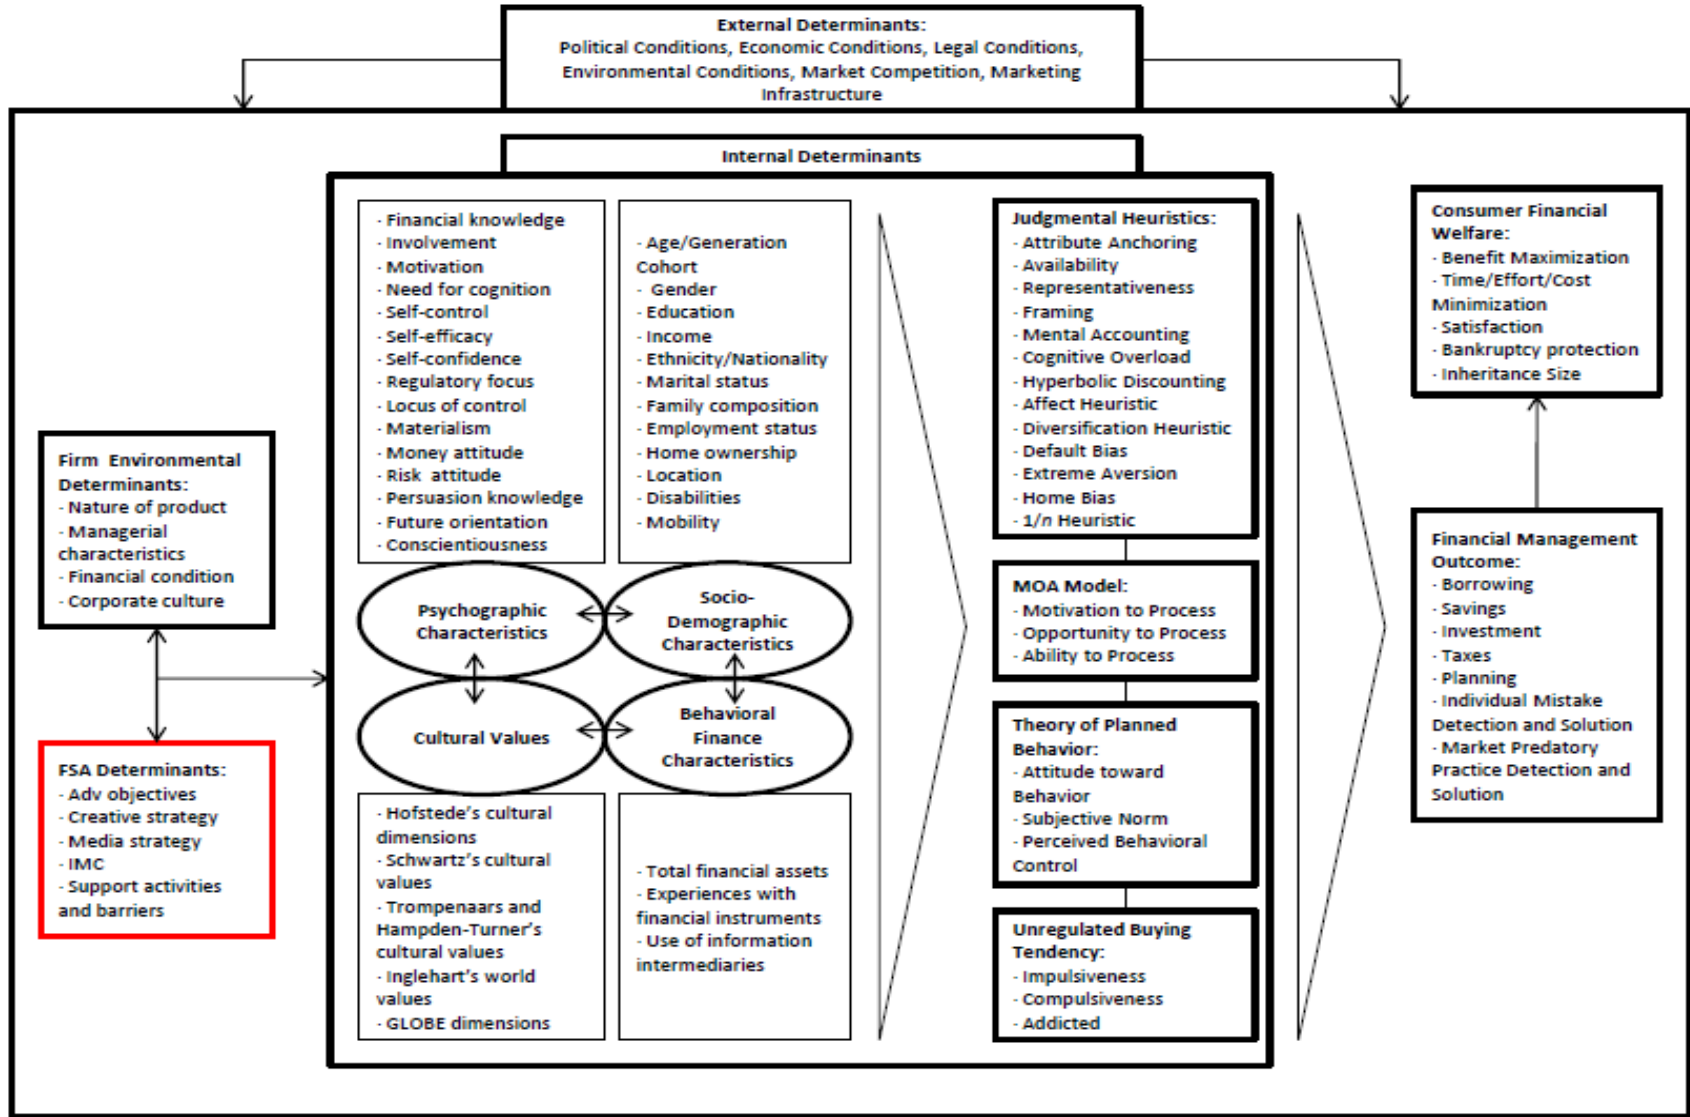 External Determinants:
Political Conditions, Economic Conditions, Legal Conditions,
Environmental Conditions, Market Competition, Marketing
Infrastructure
Internal Determinants
· Financial knowledge
· Involvement
· Motivation
· Need for cognition
· Self-control
· Self-efficacy
· Self-confidence
· Regulatory focus
· Locus of control
· Materialism
· Money attitude
· Risk attitude
· Persuasion knowledge
· Future orientation
· Conscientiousness
- Age/Generation
Cohort
- Gender
- Education
- Income
- Ethnicity/Nationality
- Marital status
- Family composition
- Employment status
- Home ownership
- Location
- Disabilities
- Mobility
Judgmental Heuristics:
- Attribute Anchoring
- Availability
- Representativeness
- Framing
- Mental Accounting
- Cognitive Overload
- Hyperbolic Discounting
- Affect Heuristic
- Diversification Heuristic
- Default Bias
- Extreme Aversion
- Home Bias
- 1/n Heuristic
Consumer Financial
Welfare:
- Benefit Maximization
- Time/Effort/Cost
Minimization
- Satisfaction
- Bankruptcy protection
- Inheritance Size
Firm Environmental
Determinants:
- Nature of product
- Managerial
characteristics
- Financial condition
- Corporate culture
Psychographic
Characteristics
Socio-
Demographic
Characteristics
MOA Model:
- Motivation to Process
- Opportunity to Process
- Ability to Process
Financial Management
Outcome:
- Borrowing
- Savings
- Investment
- Taxes
- Planning
- Individual Mistake
Detection and Solution
- Market Predatory
Practice Detection and
Solution
Cultural Values
Behavioral
Finance
Characteristics
Theory of Planned
Behavior:
- Attitude toward
Behavior
- Subjective Norm
- Perceived Behavioral
Control
FSA Determinants:
- Adv objectives
- Creative strategy
- Media strategy
- IMC
- Support activities
and barriers
· Hofstede's cultural
dimensions
· Schwartz's cultural
values
· Trompenaars and
Hampden-Turner's
cultural values
· Inglehart's world
values
· GLOBE dimensions
- Total financial assets
- Experiences with
financial instruments
- Use of information
intermediaries
Unregulated Buying
Tendency:
- Impulsiveness
- Compulsiveness
- Addicted